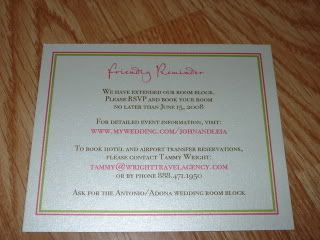 Friendly Reminder
We have extended our room block.
Please RSVP and book your room
no later than June 15, 2008
For detailed event information, visit:
www.mywedding.com/johnandleia
To book hotel and airport transfer reservations,
please contact Tammy Wright:
tammy@wrighttravelagency.com
or by phone 888.471.1950
Ask for the Antonio/Adona wedding room block.